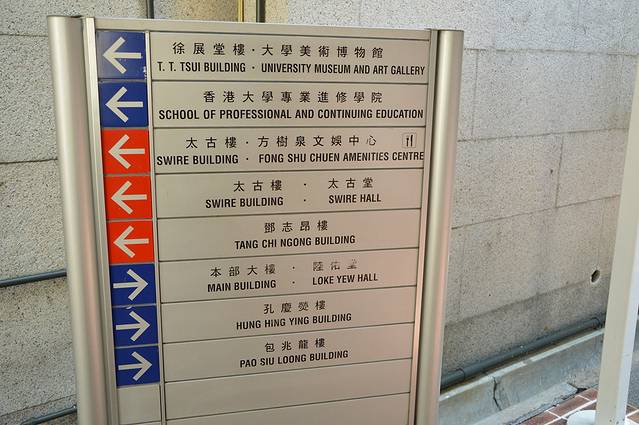 徐展堂樓·大學美術博物館
T. T. TSUI BUILDING · UNIVERSITY MUSEUM AND ART GALLERY
香港大學專業進修學院
SCHOOL OF PROFESSIONAL AND CONTINUING EDUCATION
太古樓·方樹泉文娛中心
SWIRE BUILDING · FONG SHU CHUEN AMENITIES CENTRE
太古樓 · 太古堂
SWIRE BUILDING · SWIRE HALL
鄧志昂樓
TANG CHI NGONG BUILDING
本部大樓 · 陸佑堂
MAIN BUILDING · LOKE YEW HALL
孔慶熒樓
HUNG HING YING BUILDING
包兆龍樓
PAO SIU LOONG BUILDING